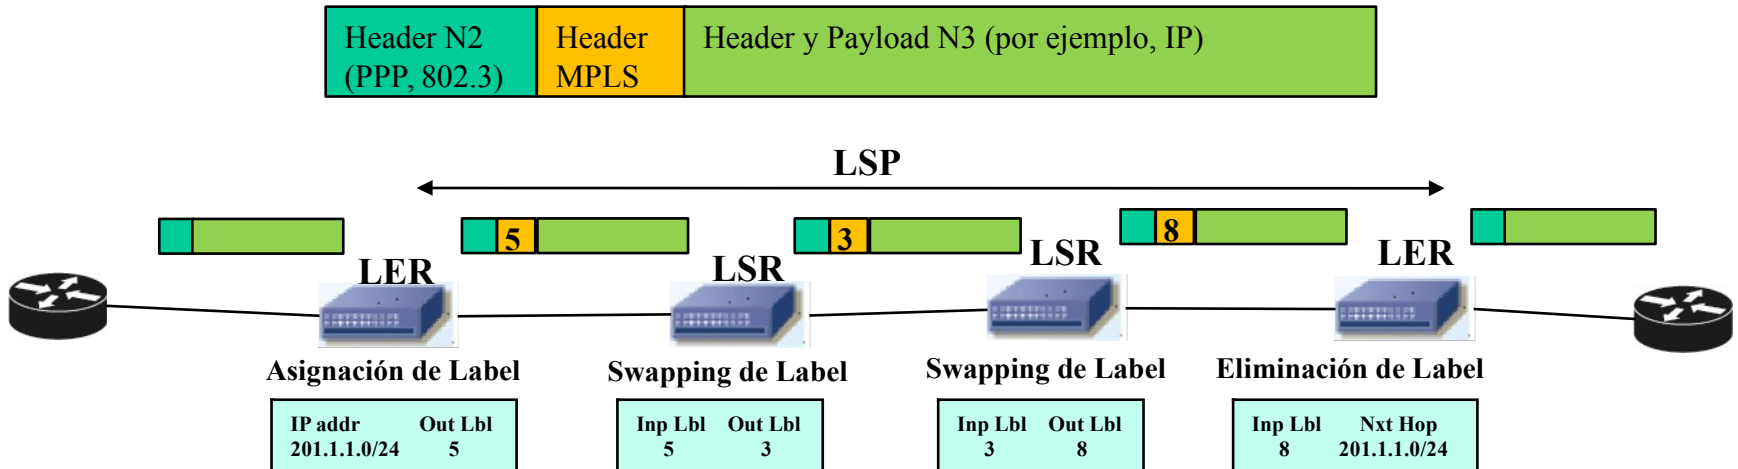 Header N2
(PPP, 802.3)
Header
MPLS
Header y Payload N3 (por ejemplo, IP)
LSP
5
3
8
LER
LSR
LSR
LER
Asignación de Label
Swapping de Label
Swapping de Label
Eliminación de Label
IP addr Out Lbl
201.1.1.0/24 5
Inp Lbl Out Lbl
5 3
Inp Lbl Out Lbl
3 8
Inp Lbl Nxt Hop
8 201.1.1.0/24